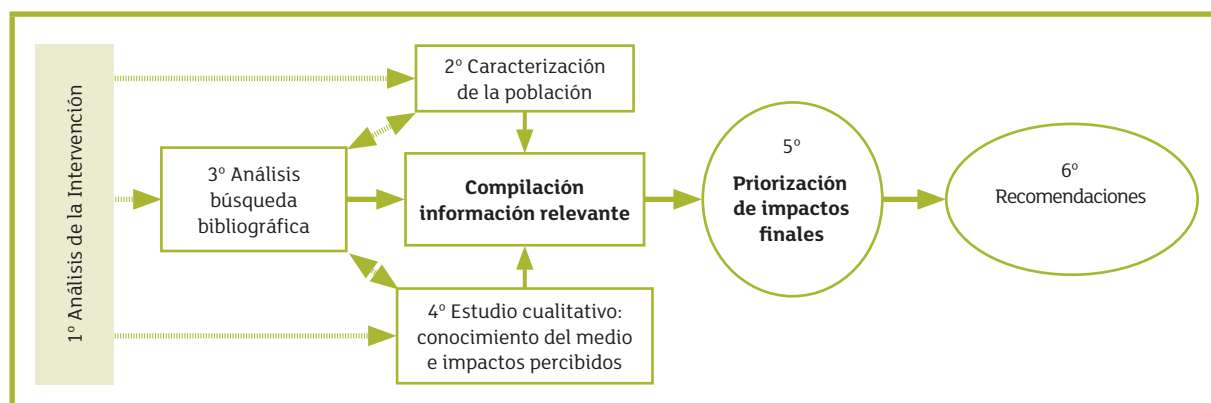 1º Análisis de la Intervención
2º Caracterización
de la población
3º Análisis
búsqueda
bibliográfica
Compilación
información relevante
4º Estudio cualitativo:
conocimiento del medio
e impactos percibidos
5º
Priorización
de impactos
finales
6º
Recomendaciones